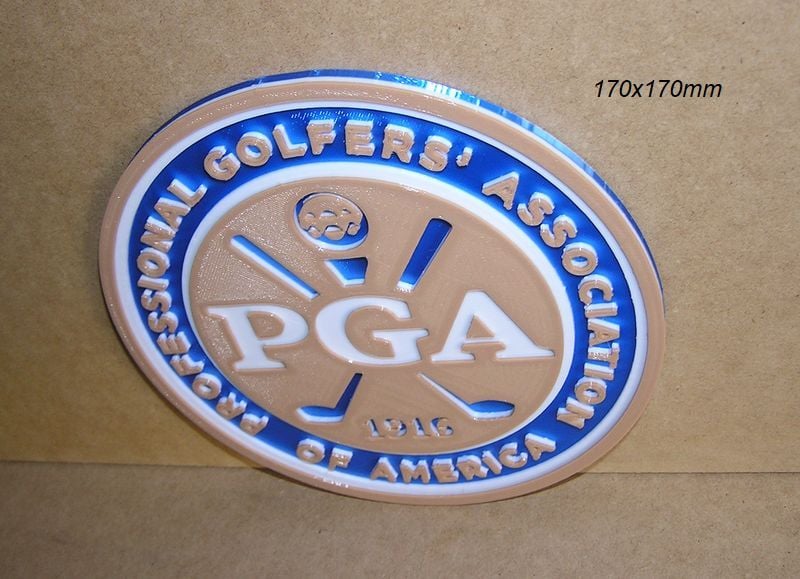 170x170mm
PROFESSIONAL GOLFERS' ASSOCIATION
PGA
1916
OF AMERICA